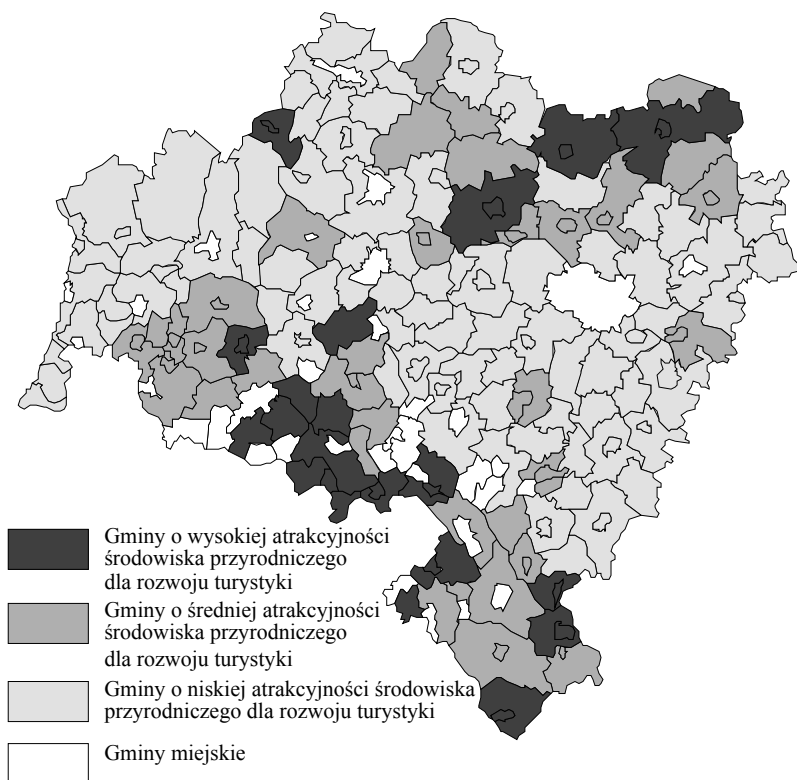 Gminy o wysokiej atrakcyjności
środowiska przyrodniczego
dla rozwoju turystyki
Gminy o średniej atrakcyjności
środowiska przyrodniczego
dla rozwoju turystyki
Gminy o niskiej atrakcyjności środowiska
przyrodniczego dla rozwoju turystyki
Gminy miejskie